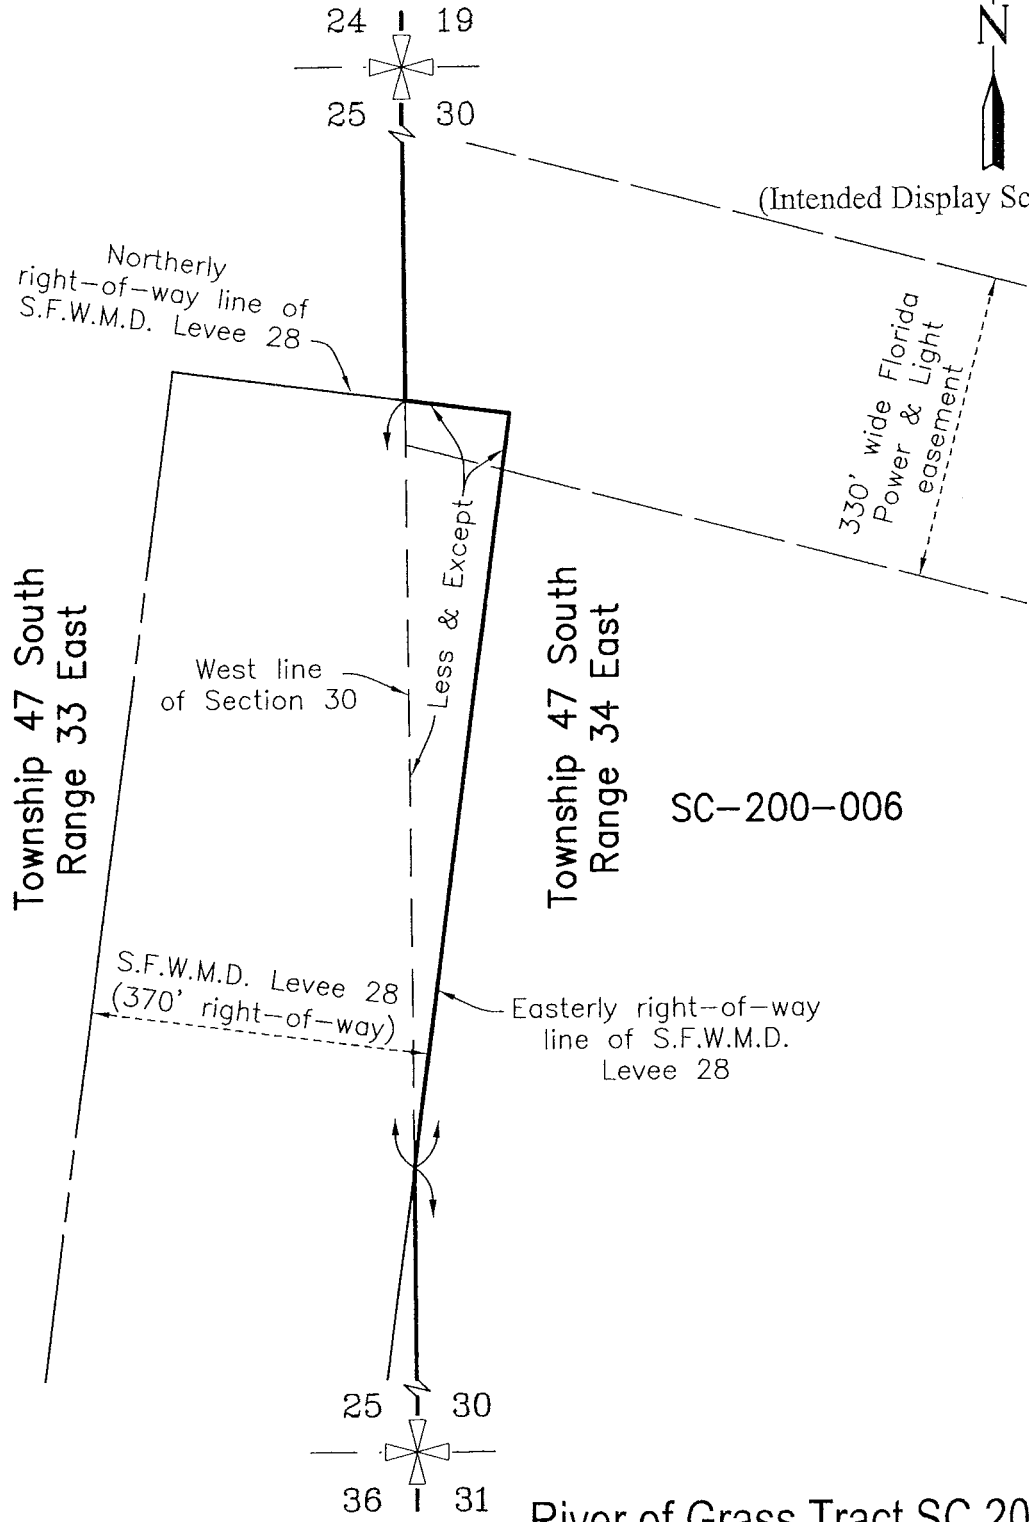 24 19
N
25 30
(Intended Display Sc
Northerly
right-of-way line of
S.F.W.M.D. Levee 28
330' wide Florida
Power & Light
easement
Less & Except
Township 47 South
Range 33 East
West line
of Section 30
Township 47 South
Range 34 East
SC-200-006
S.F.W.M.D. Levee 28
(370' right-of-way)
Easterly right-of-way
line of S.F.W.M.D.
Levee 28
25 30
36 31
River of Grass Tract SC 20